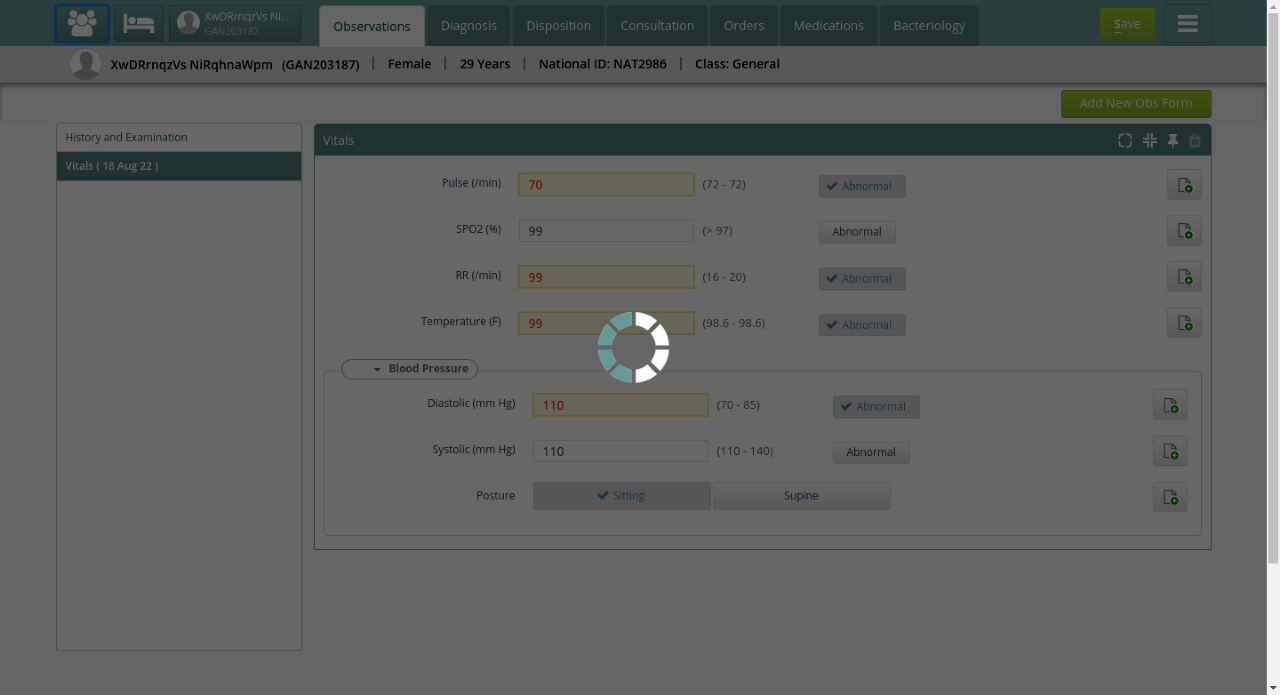 XwDRrnqzVs Ni...
GAN203187
Observations
Diagnosis
Disposition
Consultation
Orders
Medications
Bacteriology
Save
XwDRrnqzVs NiRqhnaWpm (GAN203187) | Female | 29 Years | National ID: NAT2986 | Class: General
Add New Obs Form
History and Examination
Vitals ( 18 Aug 22 )
Vitals
Pulse (/min) 70 (72 - 72) Abnormal
SPO2 (%) 99 (> 97) Abnormal
RR (/min) 99 (16 - 20) Abnormal
Temperature (F) 99 (98.6 - 98.6) Abnormal
Blood Pressure
Diastolic (mm Hg) 110 (70 - 85) Abnormal
Systolic (mm Hg) 110 (110 - 140) Abnormal
Posture Sitting Supine